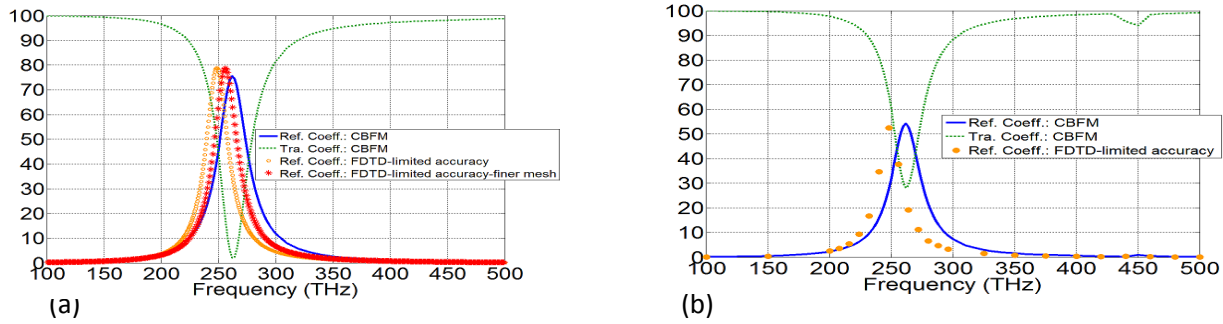 100
90
80
70
60
50
40
30
20
10
0
100 150 200 250 300 350 400 450 500
Frequency (THz)
Ref. Coeff.: CBFM
Tra. Coeff.: CBFM
Ref. Coeff.: FDTD-limited accuracy
Ref. Coeff.: FDTD-limited accuracy-finer mesh
(a)
100
90
80
70
60
50
40
30
20
10
0
100 150 200 250 300 350 400 450 500
Frequency (THz)
Ref. Coeff.: CBFM
Tra. Coeff.: CBFM
Ref. Coeff.: FDTD-limited accuracy
(b)